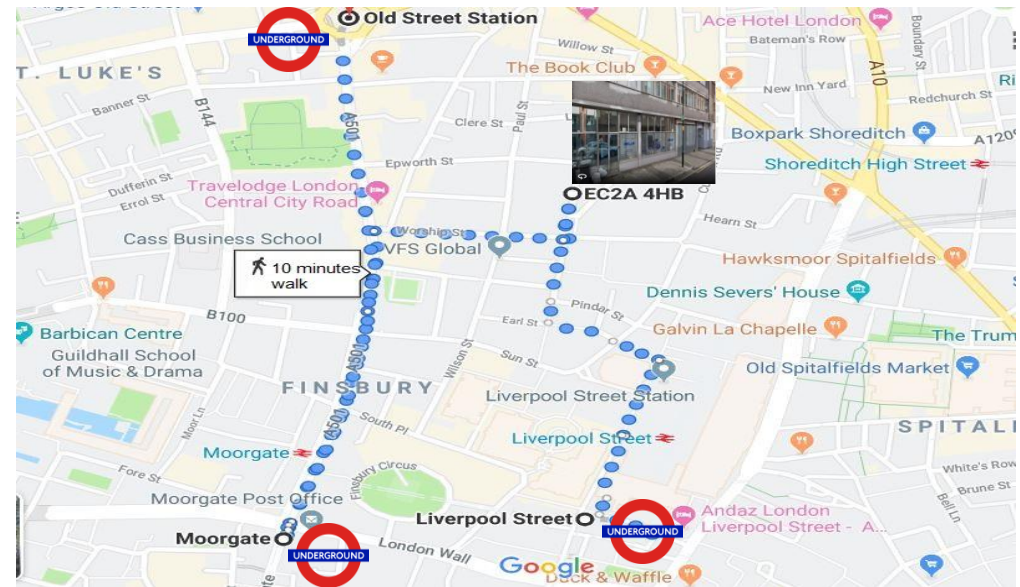 Old Street Station
UNDERGROUND
Ace Hotel London
Bateman's Row
Boundary St
Willow St
T. LUKE'S
The Book Club
A10
New Inn Yard
Redchurch St
Banner St
B144
A501
Clere St
Paul St
Boxpark Shoreditch
Shoreditch High Street
Epworth St
Dufferin St
Errol St
Travelodge London
Central City Road
EC2A 4HB
Hearn St
Worship St
Cass Business School
VFS Global
Hawksmoor Spitalfields
10 minutes
walk
Dennis Severs' House
Pindar St
B100
Earl St
Galvin La Chapelle
The Trum
Barbican Centre
Guildhall School
of Music & Drama
A501
Sun St
Wilson St
Old Spitalfields Market
FINSBURY
Liverpool Street Station
Moor Ln
A501
South Pl
SPITALI
Liverpool Street
Moorgate
Fore St
Finsbury Circus
White's Row
Brune St
Bell Ln
Moorgate Post Office
Andaz London
Liverpool Street - A...
Liverpool Street
UNDERGROUND
Moorgate
UNDERGROUND
London Wall
Google
Duck & Waffle